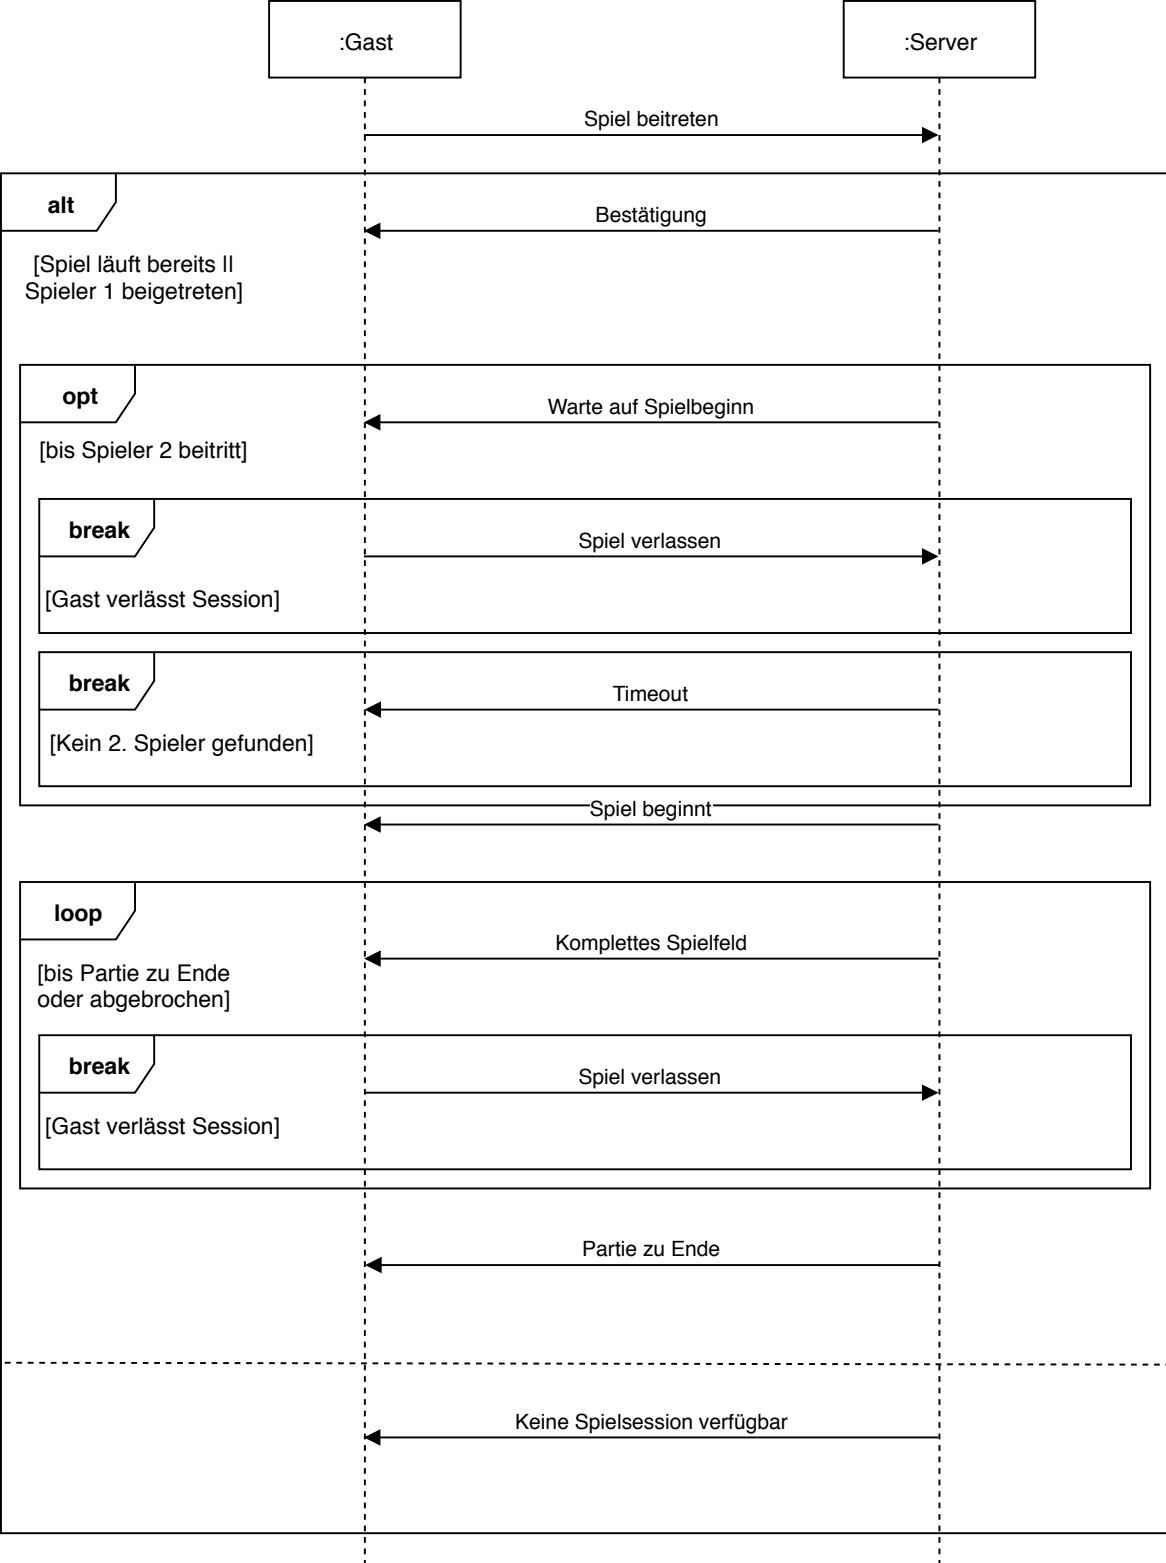 :Gast
:Server
Spiel beitreten
alt
Bestätigung
[Spiel läuft bereits ||
Spieler 1 beigetreten]
opt
Warte auf Spielbeginn
[bis Spieler 2 beitritt]
break
Spiel verlassen
[Gast verlässt Session]
break
Timeout
[Kein 2. Spieler gefunden]
Spiel beginnt
loop
Komplettes Spielfeld
[bis Partie zu Ende
oder abgebrochen]
break
Spiel verlassen
[Gast verlässt Session]
Partie zu Ende
Keine Spielsession verfügbar